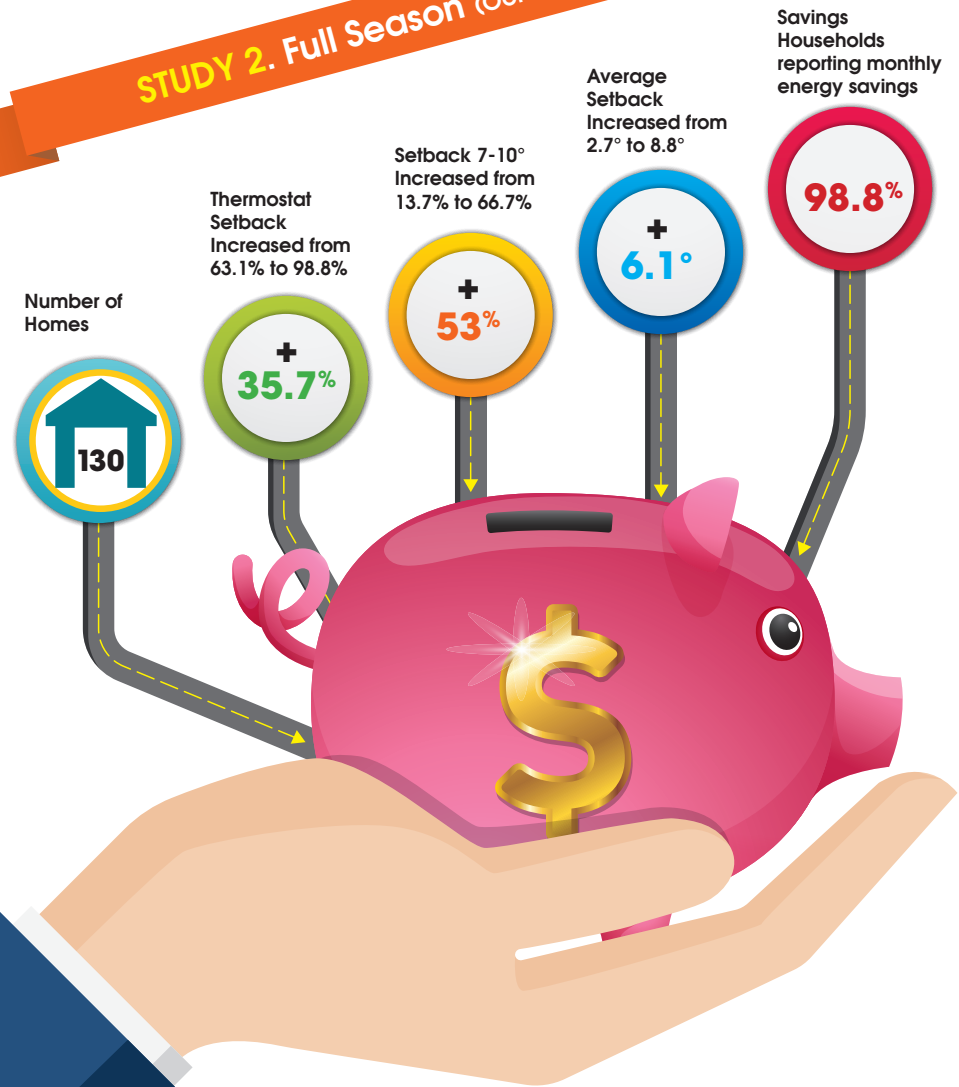 STUDY 2. Full Season
Number of
Homes
130
Thermostat
Setback
Increased from
63.1% to 98.8%
+
35.7%
Setback 7-10°
Increased from
13.7% to 66.7%
+
53%
Average
Setback
Increased from
2.7° to 8.8°
+
6.1°
Savings
Households
reporting monthly
energy savings
98.8%
$